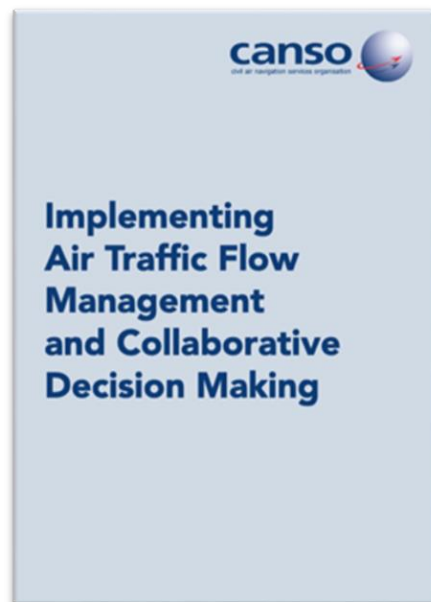 canso
civil air navigation services organisation
Implementing
Air Traffic Flow
Management
and Collaborative
Decision Making